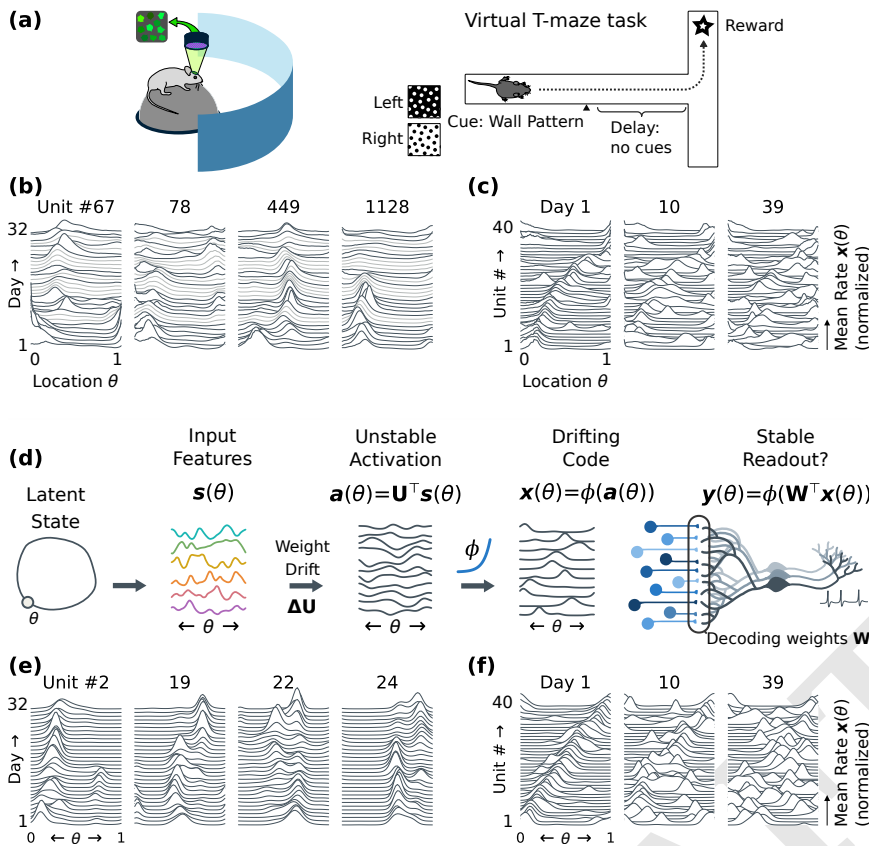 (a)
Virtual T-maze task
Reward
Left
Right
Cue: Wall Pattern
Delay:
no cues
(b)
Unit #67 78 449 1128
32
Day →
1
0 1
Location θ
(c)
Day 1 10 39
40
Unit # →
1
0 1
Location θ
Mean Rate x(θ)
(normalized)
(d)
Latent
State
θ
Input
Features
s(θ)
← θ →
Weight
Drift
ΔU
Unstable
Activation
a(θ)=U⊤s(θ)
← θ →
ϕ
Drifting
Code
x(θ)=ϕ(a(θ))
← θ →
Stable
Readout?
y(θ)=ϕ(W⊤x(θ))
Decoding weights W
(e)
Unit #2 19 22 24
32
Day →
1
0 ← θ → 1
(f)
Day 1 10 39
40
Unit # →
1
0 ← θ → 1
Mean Rate x(θ)
(normalized)